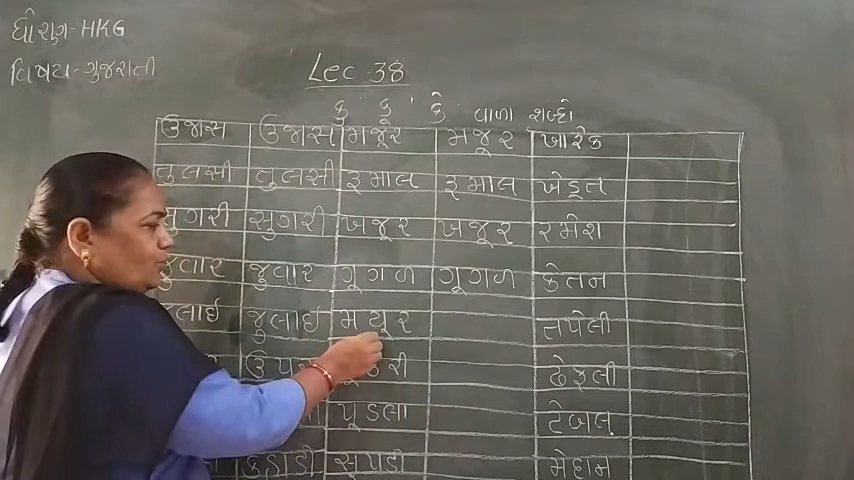 ધોરણ-HKG
વિષય-ગુજરાતી
Lec-38
કુ કૂ કે વાળા શબ્દો
ઉજાસ ઉજાસ મજૂર મજૂર ખારેક
તુલસી તુલસી રૂમાલ રૂમાલ ખેડૂત
સુગરી સુગરી ખજૂર ખજૂર રમેશ
જુવાર જુવાર ગૂગળ ગૂગળ કેતન
જુલાઈ મયૂર તપેલી
ઢેફલી
પૂડલા ટેબલ
સૂપડી મેદાન